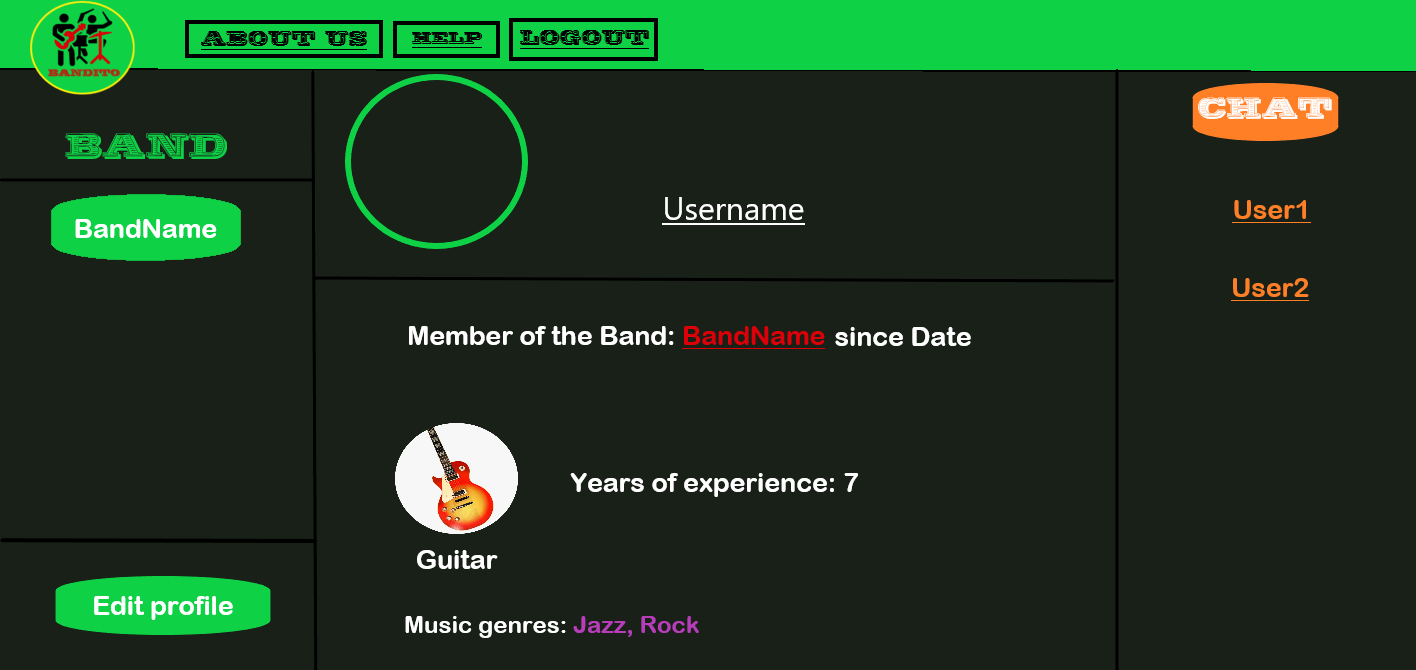 BANDITO
ABOUT US
HELP
LOGOUT
BAND
BandName
Edit profile
Username
Member of the Band: BandName since Date
Years of experience: 7
Guitar
Music genres: Jazz, Rock
CHAT
User1
User2